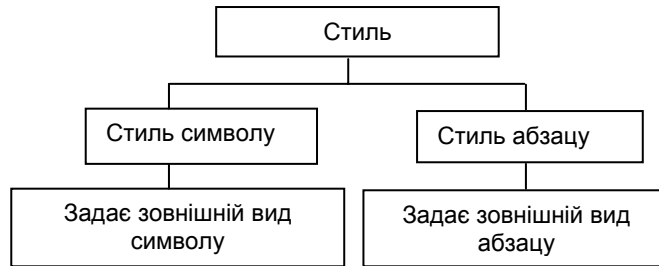 Стиль
Стиль символу
Стиль абзацу
Задає зовнішній вид
символу
Задає зовнішній вид
абзацу